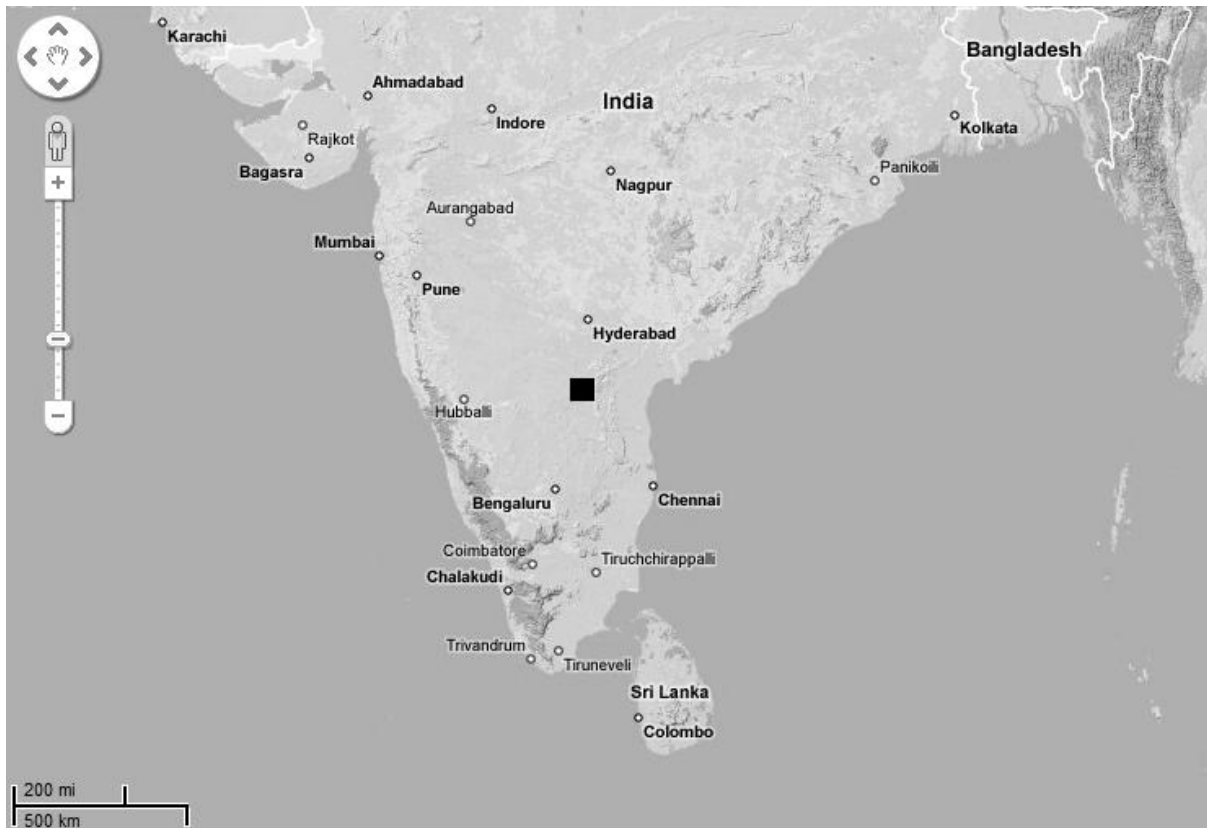 Karachi
Bangladesh
Ahmadabad
India
Indore
Kolkata
Rajkot
Bagasra
Panikoili
Nagpur
Aurangabad
Mumbai
Pune
Hyderabad
Hubballi
Bengaluru
Chennai
Coimbatore
Tiruchchirappalli
Chalakudi
Trivandrum
Tiruneveli
Sri Lanka
Colombo
200 mi
500 km